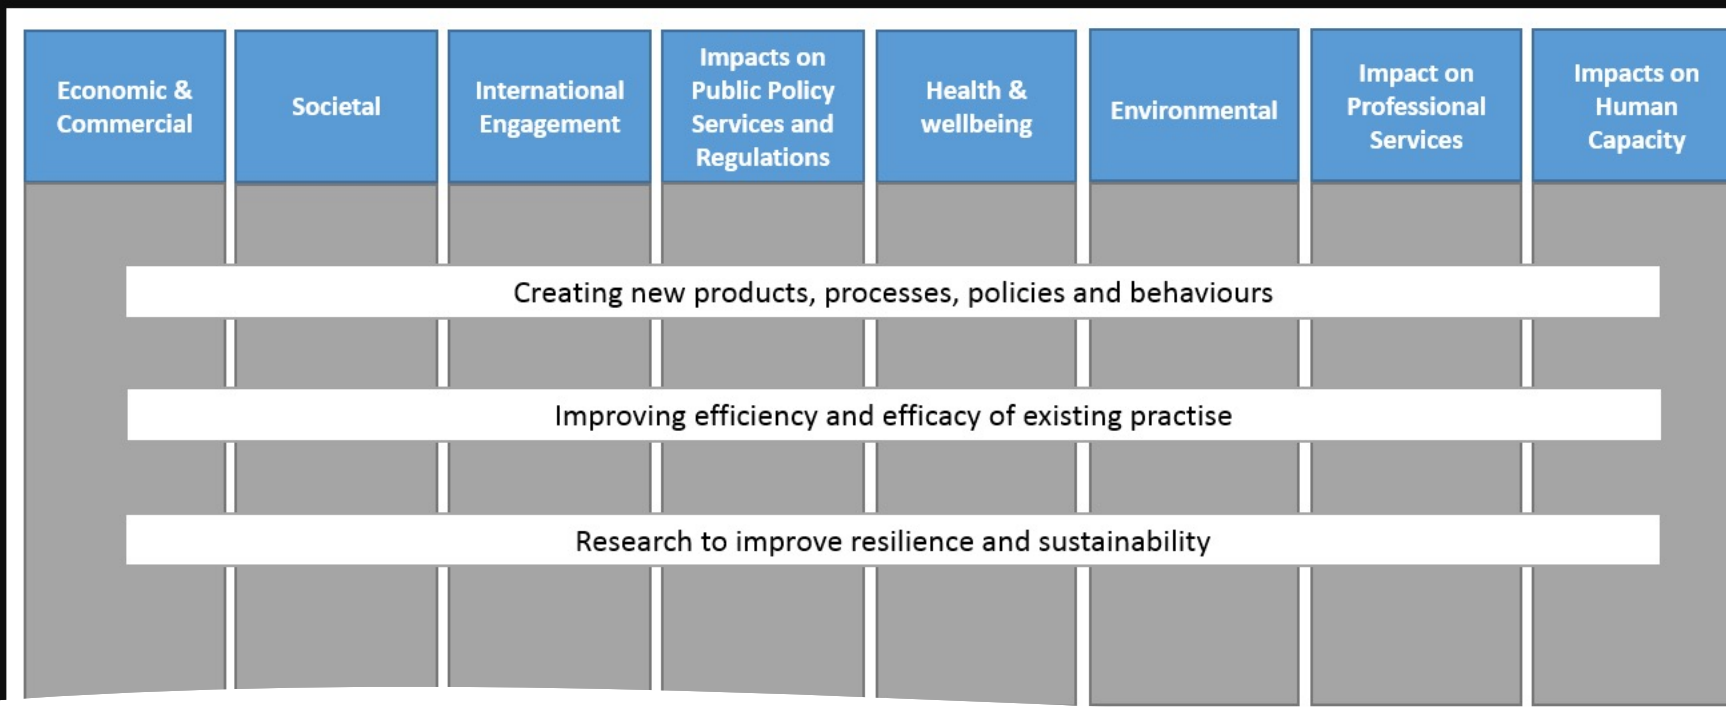 Economic &
Commercial
Societal
International
Engagement
Impacts on
Public Policy
Services and
Regulations
Health &
wellbeing
Environmental
Impact on
Professional
Services
Impacts on
Human
Capacity
Creating new products, processes, policies and behaviours
Improving efficiency and efficacy of existing practise
Research to improve resilience and sustainability